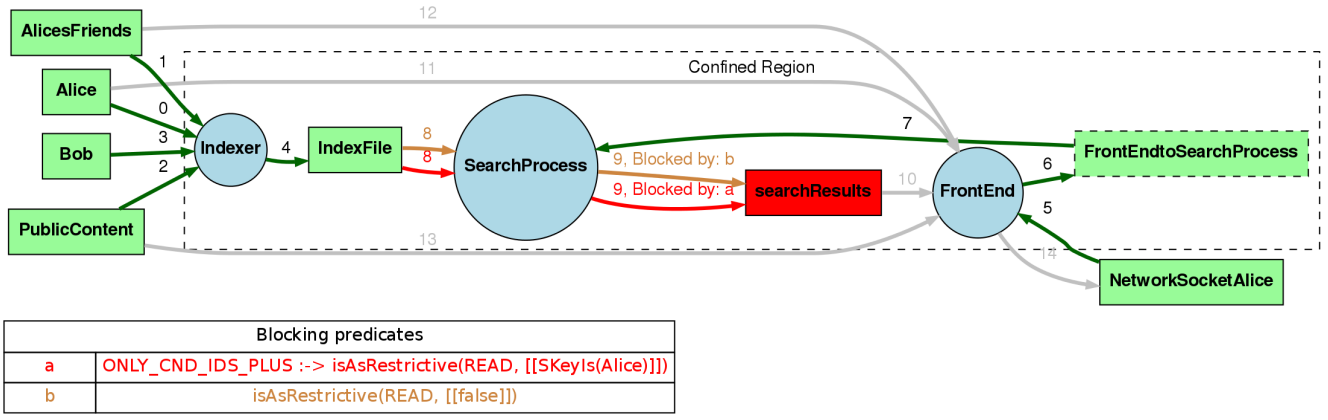 AlicesFriends
12
1
Confined Region
Alice
11
0
7
3
Bob
Indexer
4
IndexFile
8
8
SearchProcess
9, Blocked by: b
FrontEndtoSearchProcess
2
9, Blocked by: a
searchResults
10
FrontEnd
6
5
PublicContent
13
14
NetworkSocketAlice
Blocking predicates
a ONLY_CND_IDS_PLUS :-> isAsRestrictive(READ, [[SKeyIs(Alice)]])
b isAsRestrictive(READ, [[false]])